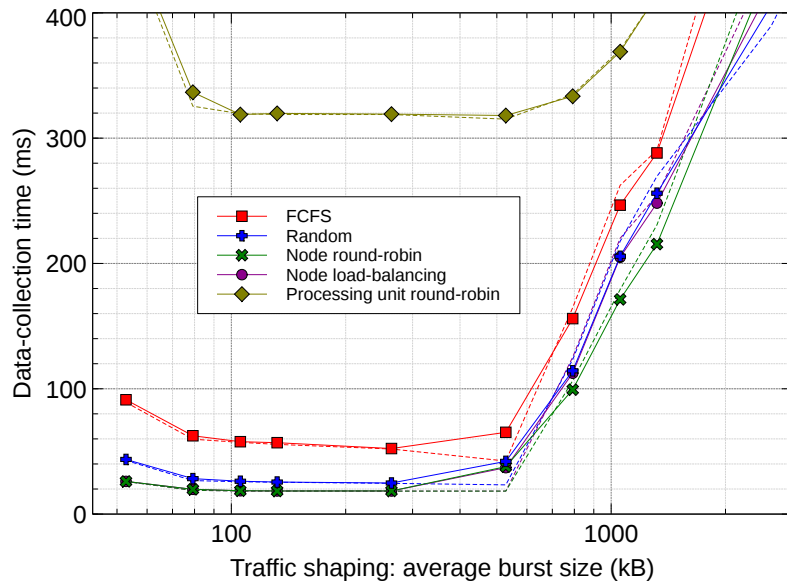 400
300
200
100
0
Data-collection time (ms)
FCFS
Random
Node round-robin
Node load-balancing
Processing unit round-robin
100
1000
Traffic shaping: average burst size (kB)